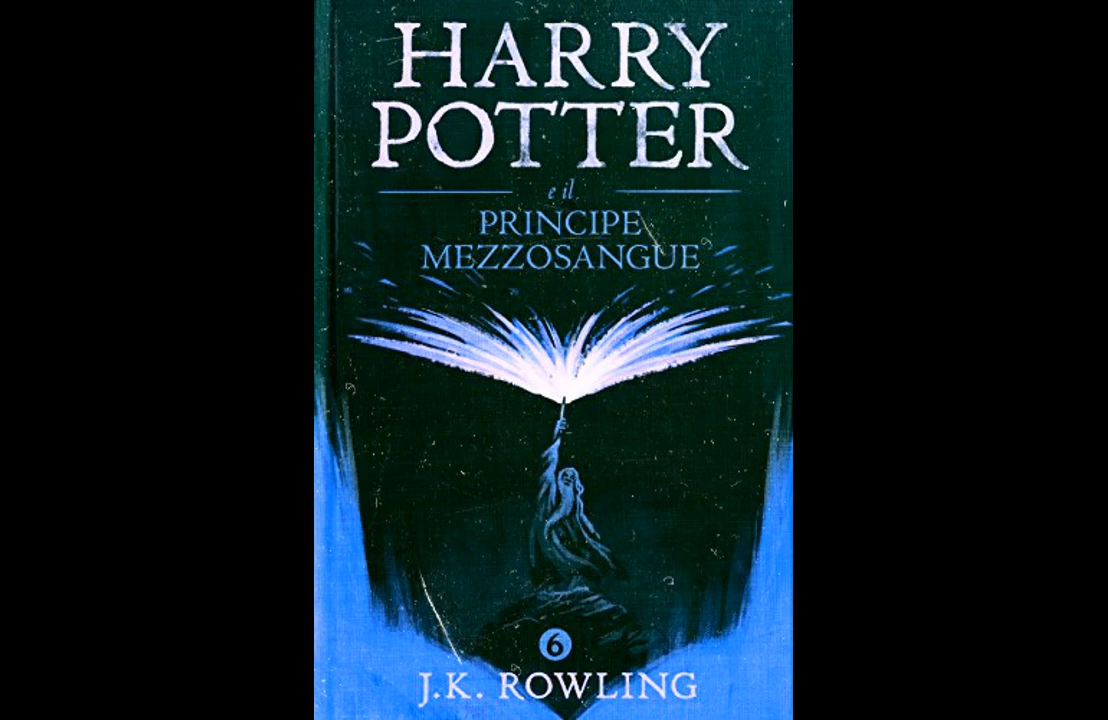 HARRY
POTTER
e il
PRINCIPE
MEZZOSANGUE
6
J.K. ROWLING